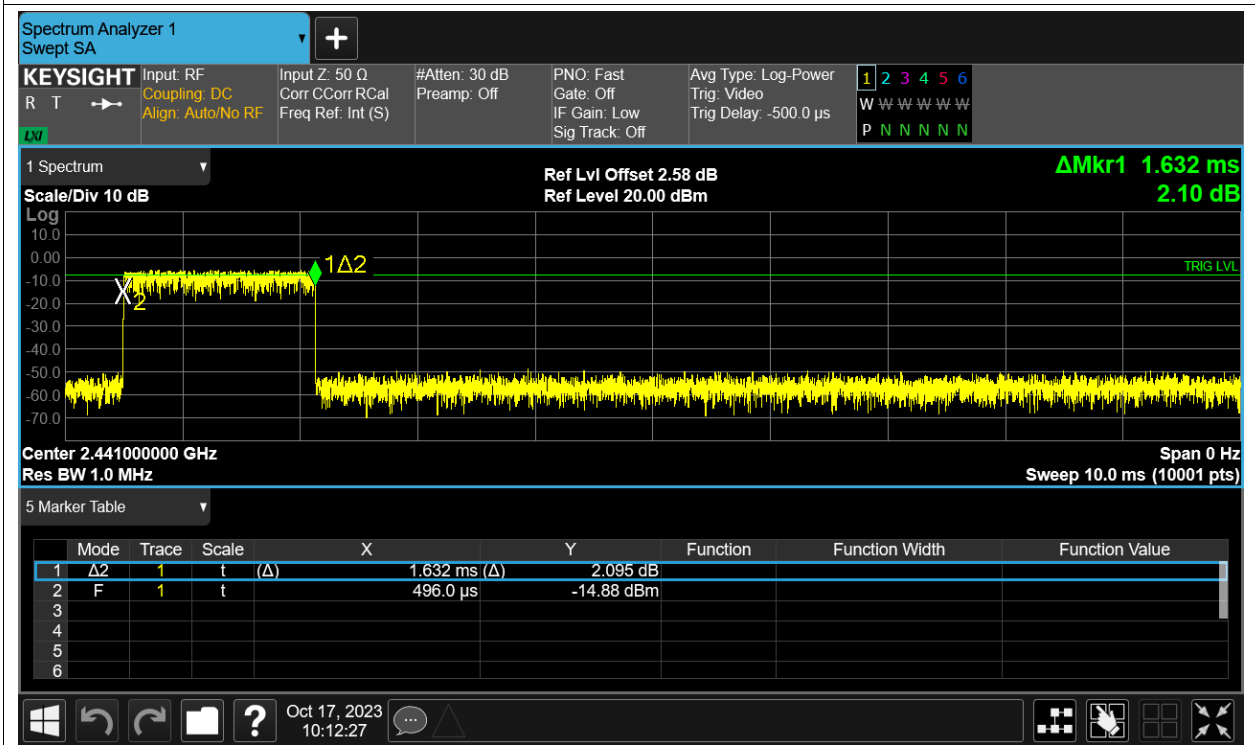 Spectrum Analyzer 1
Swept SA
+
KEYSIGHT Input: RF Input Z: 50 Ω #Atten: 30 dB PNO: Fast Avg Type: Log-Power 1 2 3 4 5 6
R T Coupling: DC Corr CCorr RCal Preamp: Off Gate: Off Trig: Video W W W W W W
Align: Auto/No RF Freq Ref: Int (S) IF Gain: Low Trig Delay: -500.0 µs
LXI Sig Track: Off P N N N N N
1 Spectrum
Ref Lvl Offset 2.58 dB ΔMkr1 1.632 ms
Scale/Div 10 dB Ref Level 20.00 dBm 2.10 dB
Log
10.0
0.00 1Δ2
TRIG LVL
-10.0
2
-20.0
-30.0
-40.0
-50.0
-60.0
-70.0
Center 2.441000000 GHz Span 0 Hz
Res BW 1.0 MHz Sweep 10.0 ms (10001 pts)
5 Marker Table
Mode Trace Scale X Y Function Function Width Function Value
1 Δ2 1 t (Δ) 1.632 ms (Δ) 2.095 dB
2 F 1 t 496.0 µs -14.88 dBm
3
4
5
6
? Oct 17, 2023
10:12:27